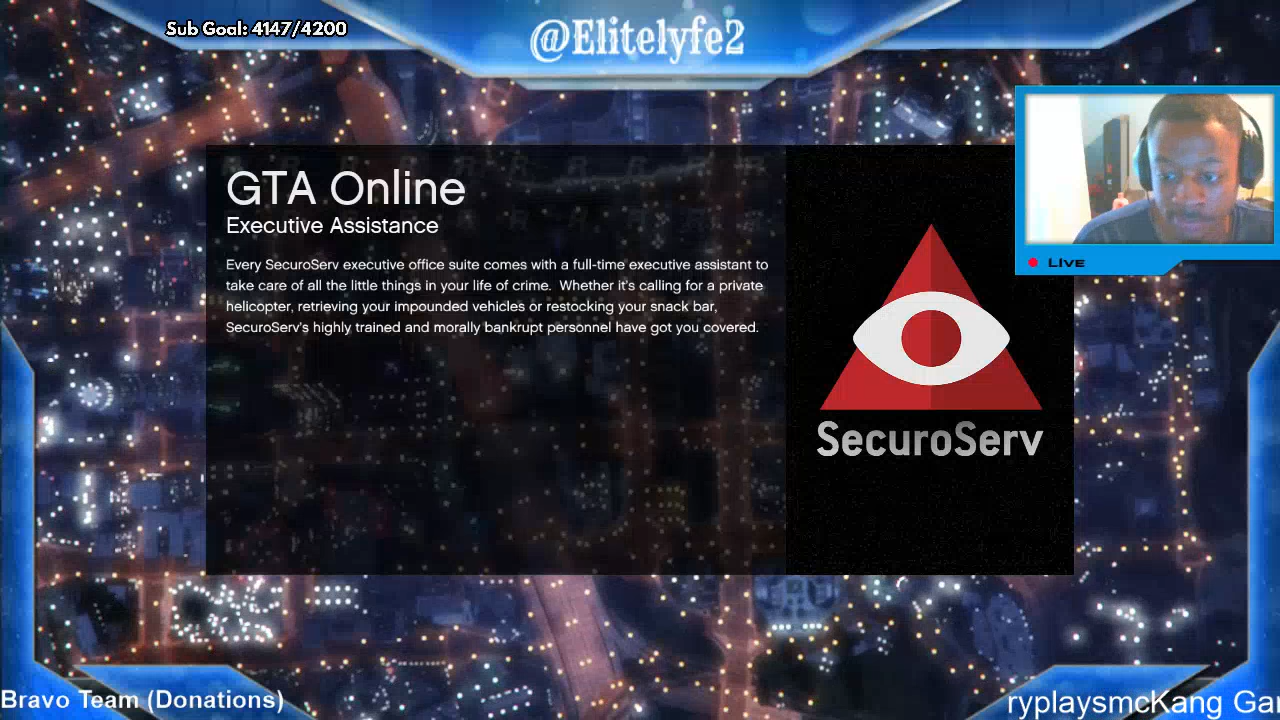 Sub Goal: 4147/4200
@Elitelyfe2
GTA Online
Executive Assistance
Every SecuroServ executive office suite comes with a full-time executive assistant to
take care of all the little things in your life of crime.  Whether it's calling for a private
helicopter, retrieving your impounded vehicles or restocking your snack bar,
SecuroServ's highly trained and morally bankrupt personnel have got you covered.
LIVE
SecuroServ
Bravo Team (Donations)
ryplaysmcKang Gar